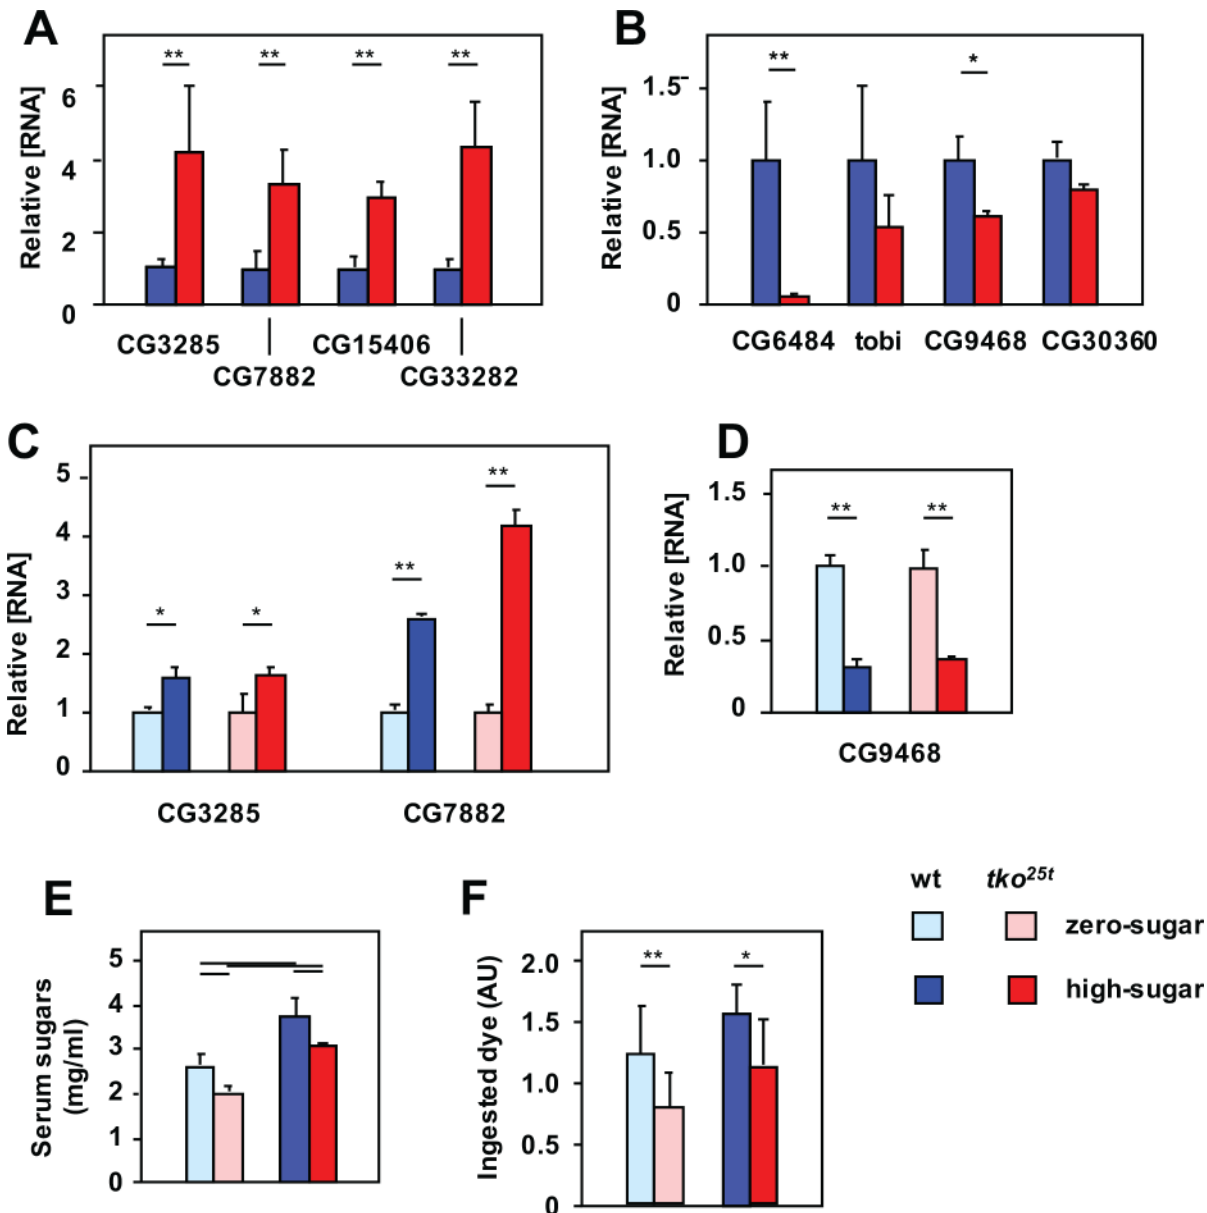 A
Relative [RNA]
6
4
2
0
** ** ** **
CG3285
CG7882
CG15406
CG33282
B
Relative [RNA]
1.5
1.0
0.5
0
** *
CG6484 tobi CG9468 CG30360
C
Relative [RNA]
5
4
3
2
1
0
* * ** **
CG3285 CG7882
D
Relative [RNA]
1.5
1.0
0.5
0
** **
CG9468
E
Serum sugars
(mg/ml)
5
4
3
2
1
0
F
Ingested dye (AU)
2.0
1.5
1.0
0.5
0
** *
wt tko25t
zero-sugar
high-sugar